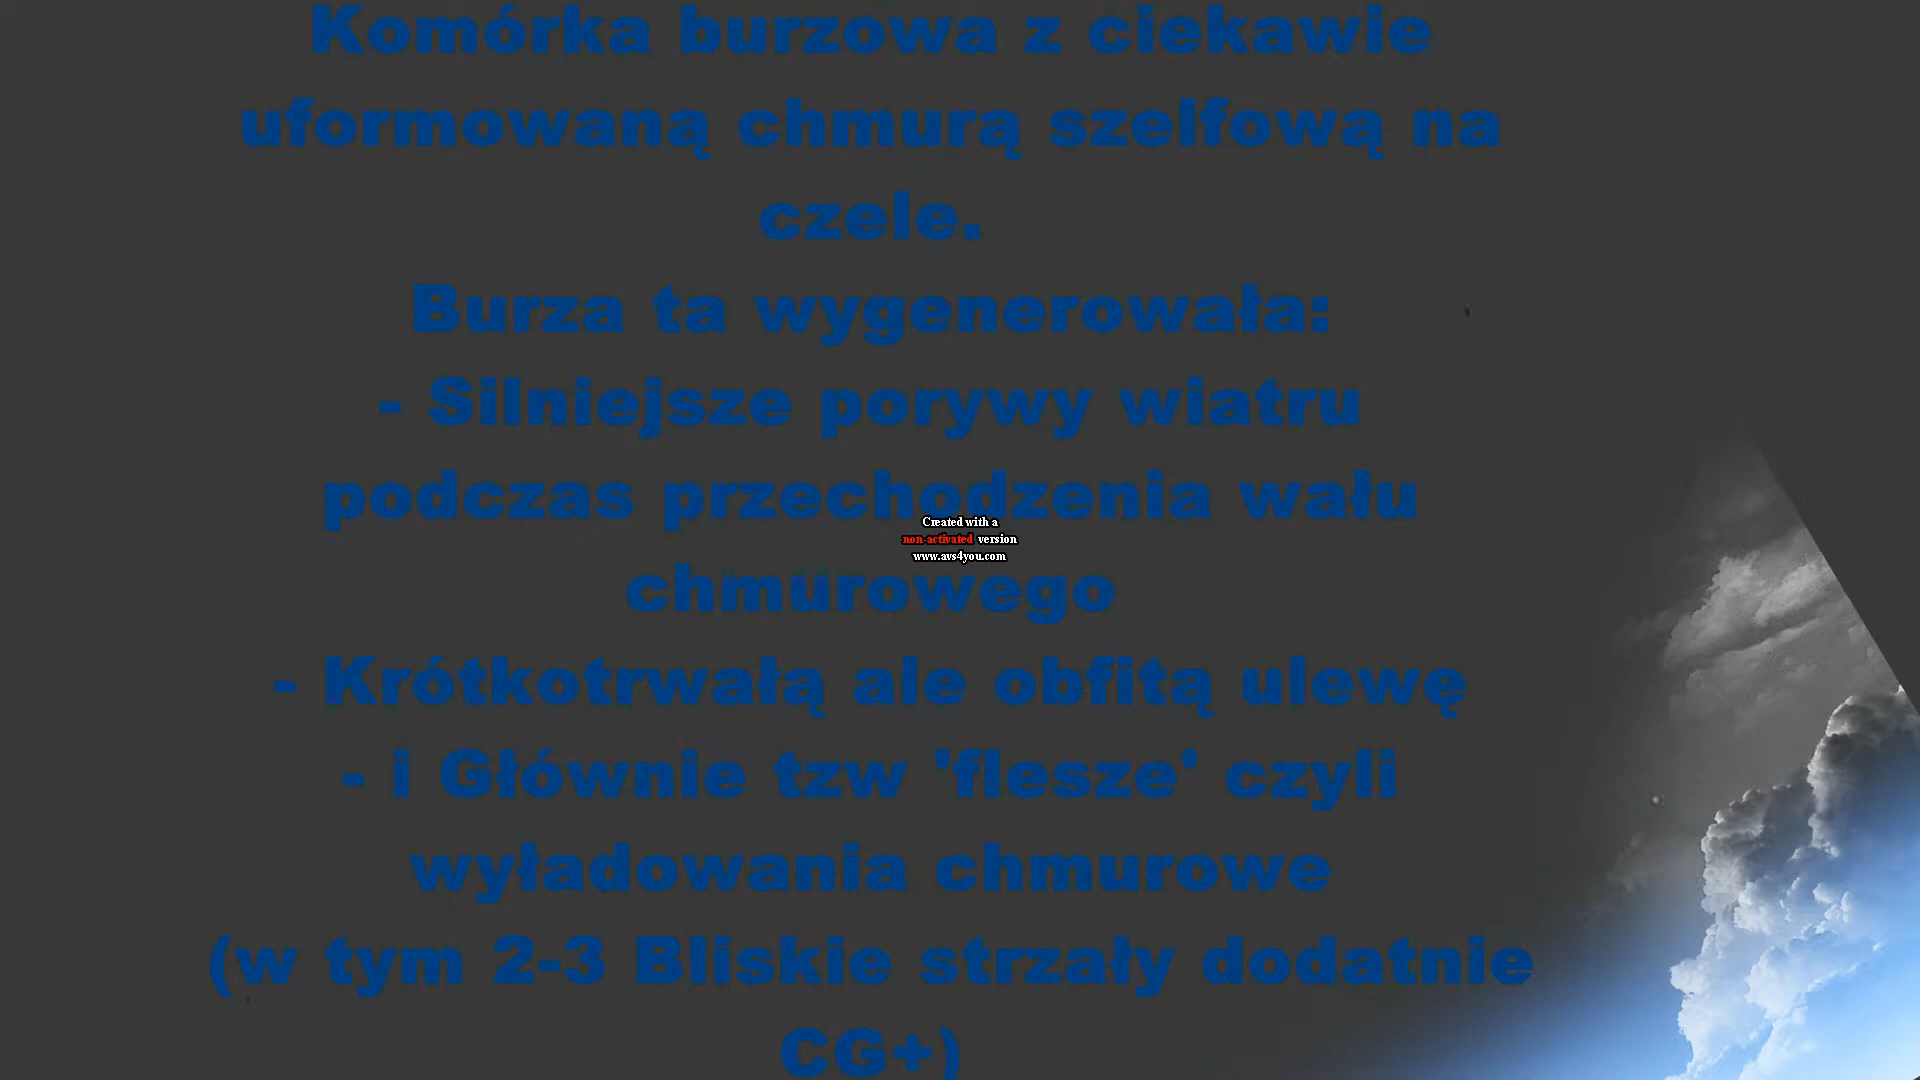 Komórka burzowa z ciekawie
uformowaną chmurą szelfową na
czele.
Burza ta wygenerowała:
- Silniejsze porywy wiatru
podczas przechodzenia wału
Created with a
non-activated version
www.avs4you.com
chmurowego
- Krótkotrwałą ale obfitą ulewę
- i Głównie tzw 'flesze' czyli
wyładowania chmurowe
(w tym 2-3 Bliskie strzały dodatnie
CG+)